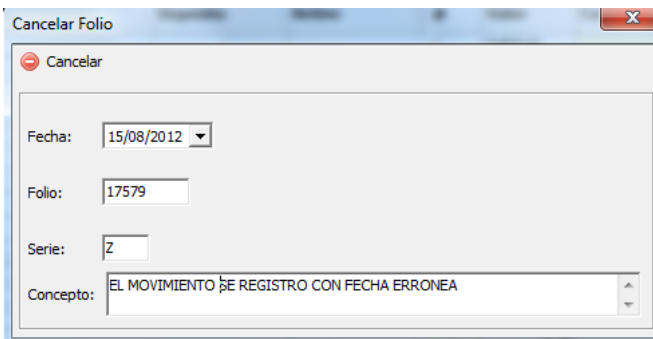 Cancelar Folio
Cancelar
Fecha: 15/08/2012
Folio: 17579
Serie: Z
Concepto: EL MOVIMIENTO SE REGISTRO CON FECHA ERRONEA